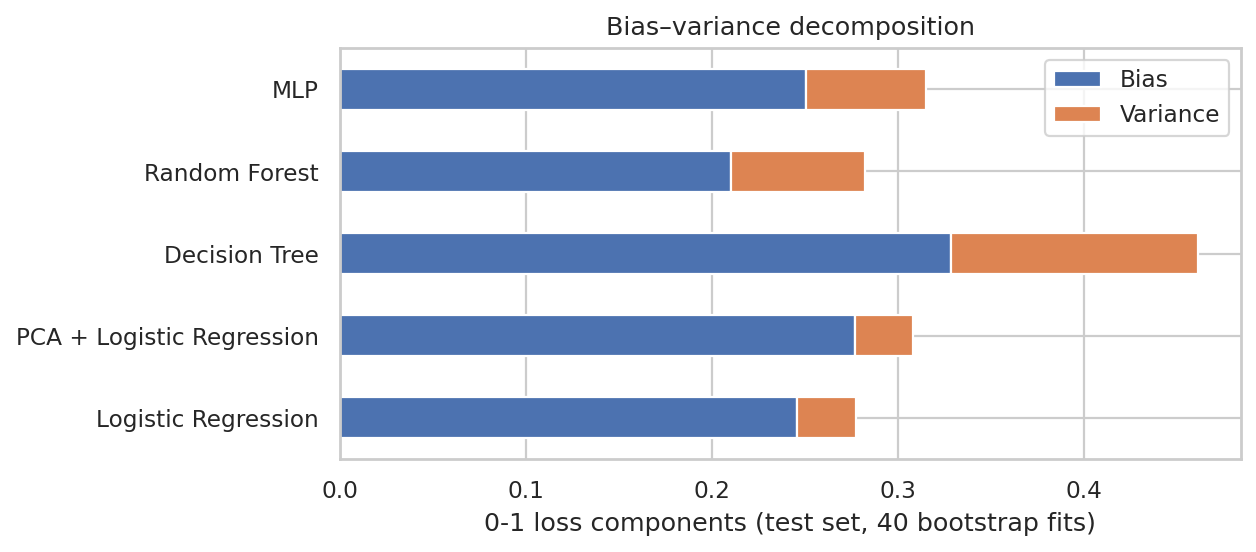 Bias–variance decomposition
MLP
Random Forest
Decision Tree
PCA + Logistic Regression
Logistic Regression
Bias
Variance
0.0 0.1 0.2 0.3 0.4
0-1 loss components (test set, 40 bootstrap fits)